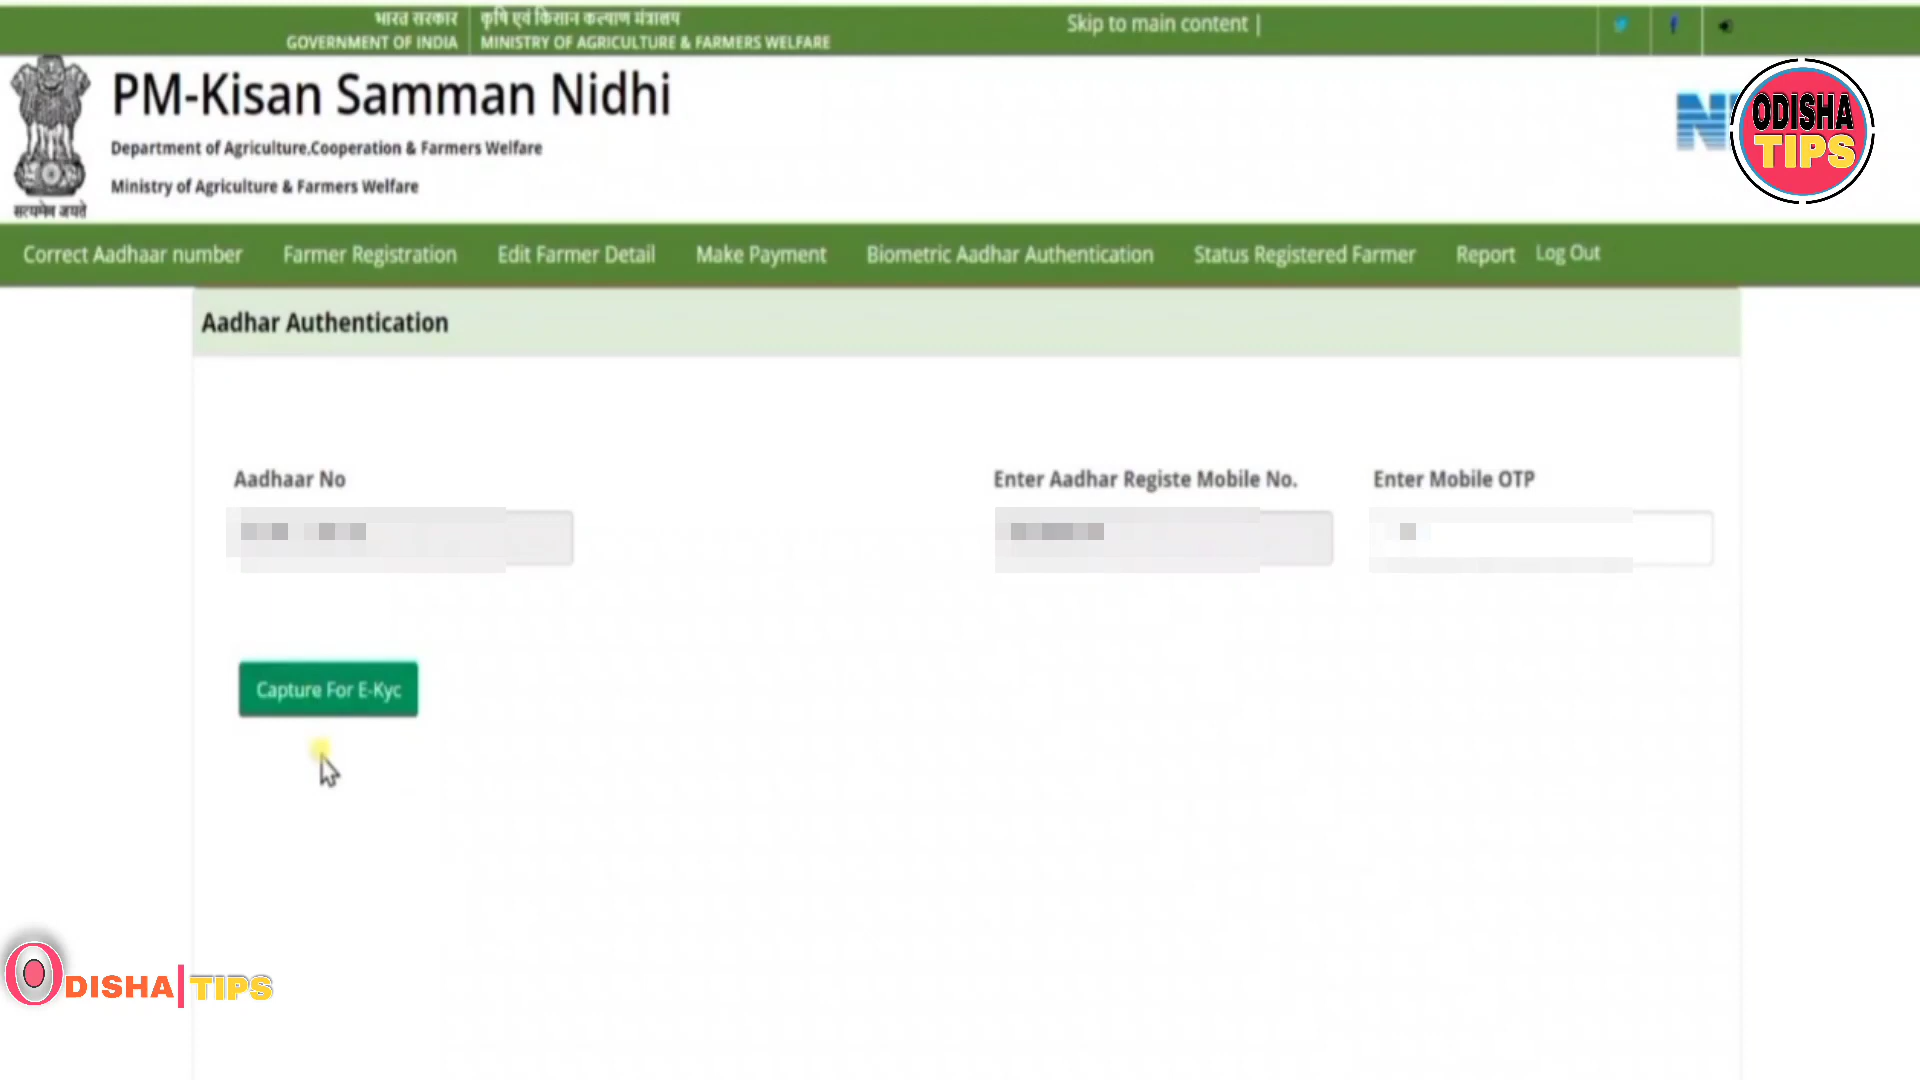 भारत सरकार
GOVERNMENT OF INDIA
कृषि एवं किसान कल्याण मंत्रालय
MINISTRY OF AGRICULTURE & FARMERS WELFARE
Skip to main content |
सत्यमेव जयते
PM-Kisan Samman Nidhi
Department of Agriculture,Cooperation & Farmers Welfare
Ministry of Agriculture & Farmers Welfare
ODISHA
TIPS
Correct Aadhaar number Farmer Registration Edit Farmer Detail Make Payment Biometric Aadhar Authentication Status Registered Farmer Report Log Out
Aadhar Authentication
Aadhaar No Enter Aadhar Registe Mobile No. Enter Mobile OTP
Capture For E-Kyc
ODISHA|TIPS